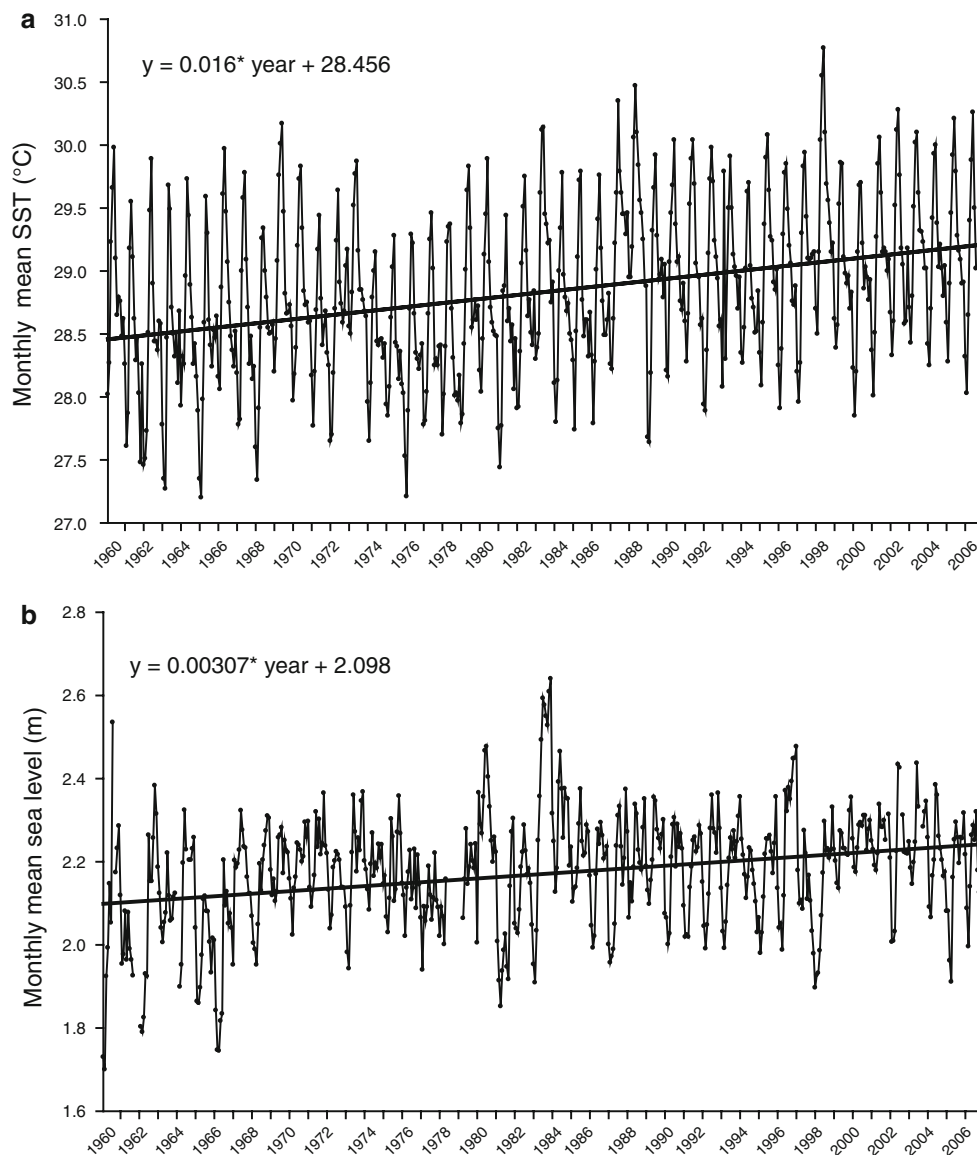 a
31.0
30.5
30.0
29.5
29.0
28.5
28.0
27.5
27.0
Monthly mean SST (°C)
y = 0.016* year + 28.456
1960 1962 1964 1966 1968 1970 1972 1974 1976 1978 1980 1982 1984 1986 1988 1990 1992 1994 1996 1998 2000 2002 2004 2006
b
2.8
2.6
2.4
2.2
2.0
1.8
1.6
Monthly mean sea level (m)
y = 0.00307* year + 2.098
1960 1962 1964 1966 1968 1970 1972 1974 1976 1978 1980 1982 1984 1986 1988 1990 1992 1994 1996 1998 2000 2002 2004 2006